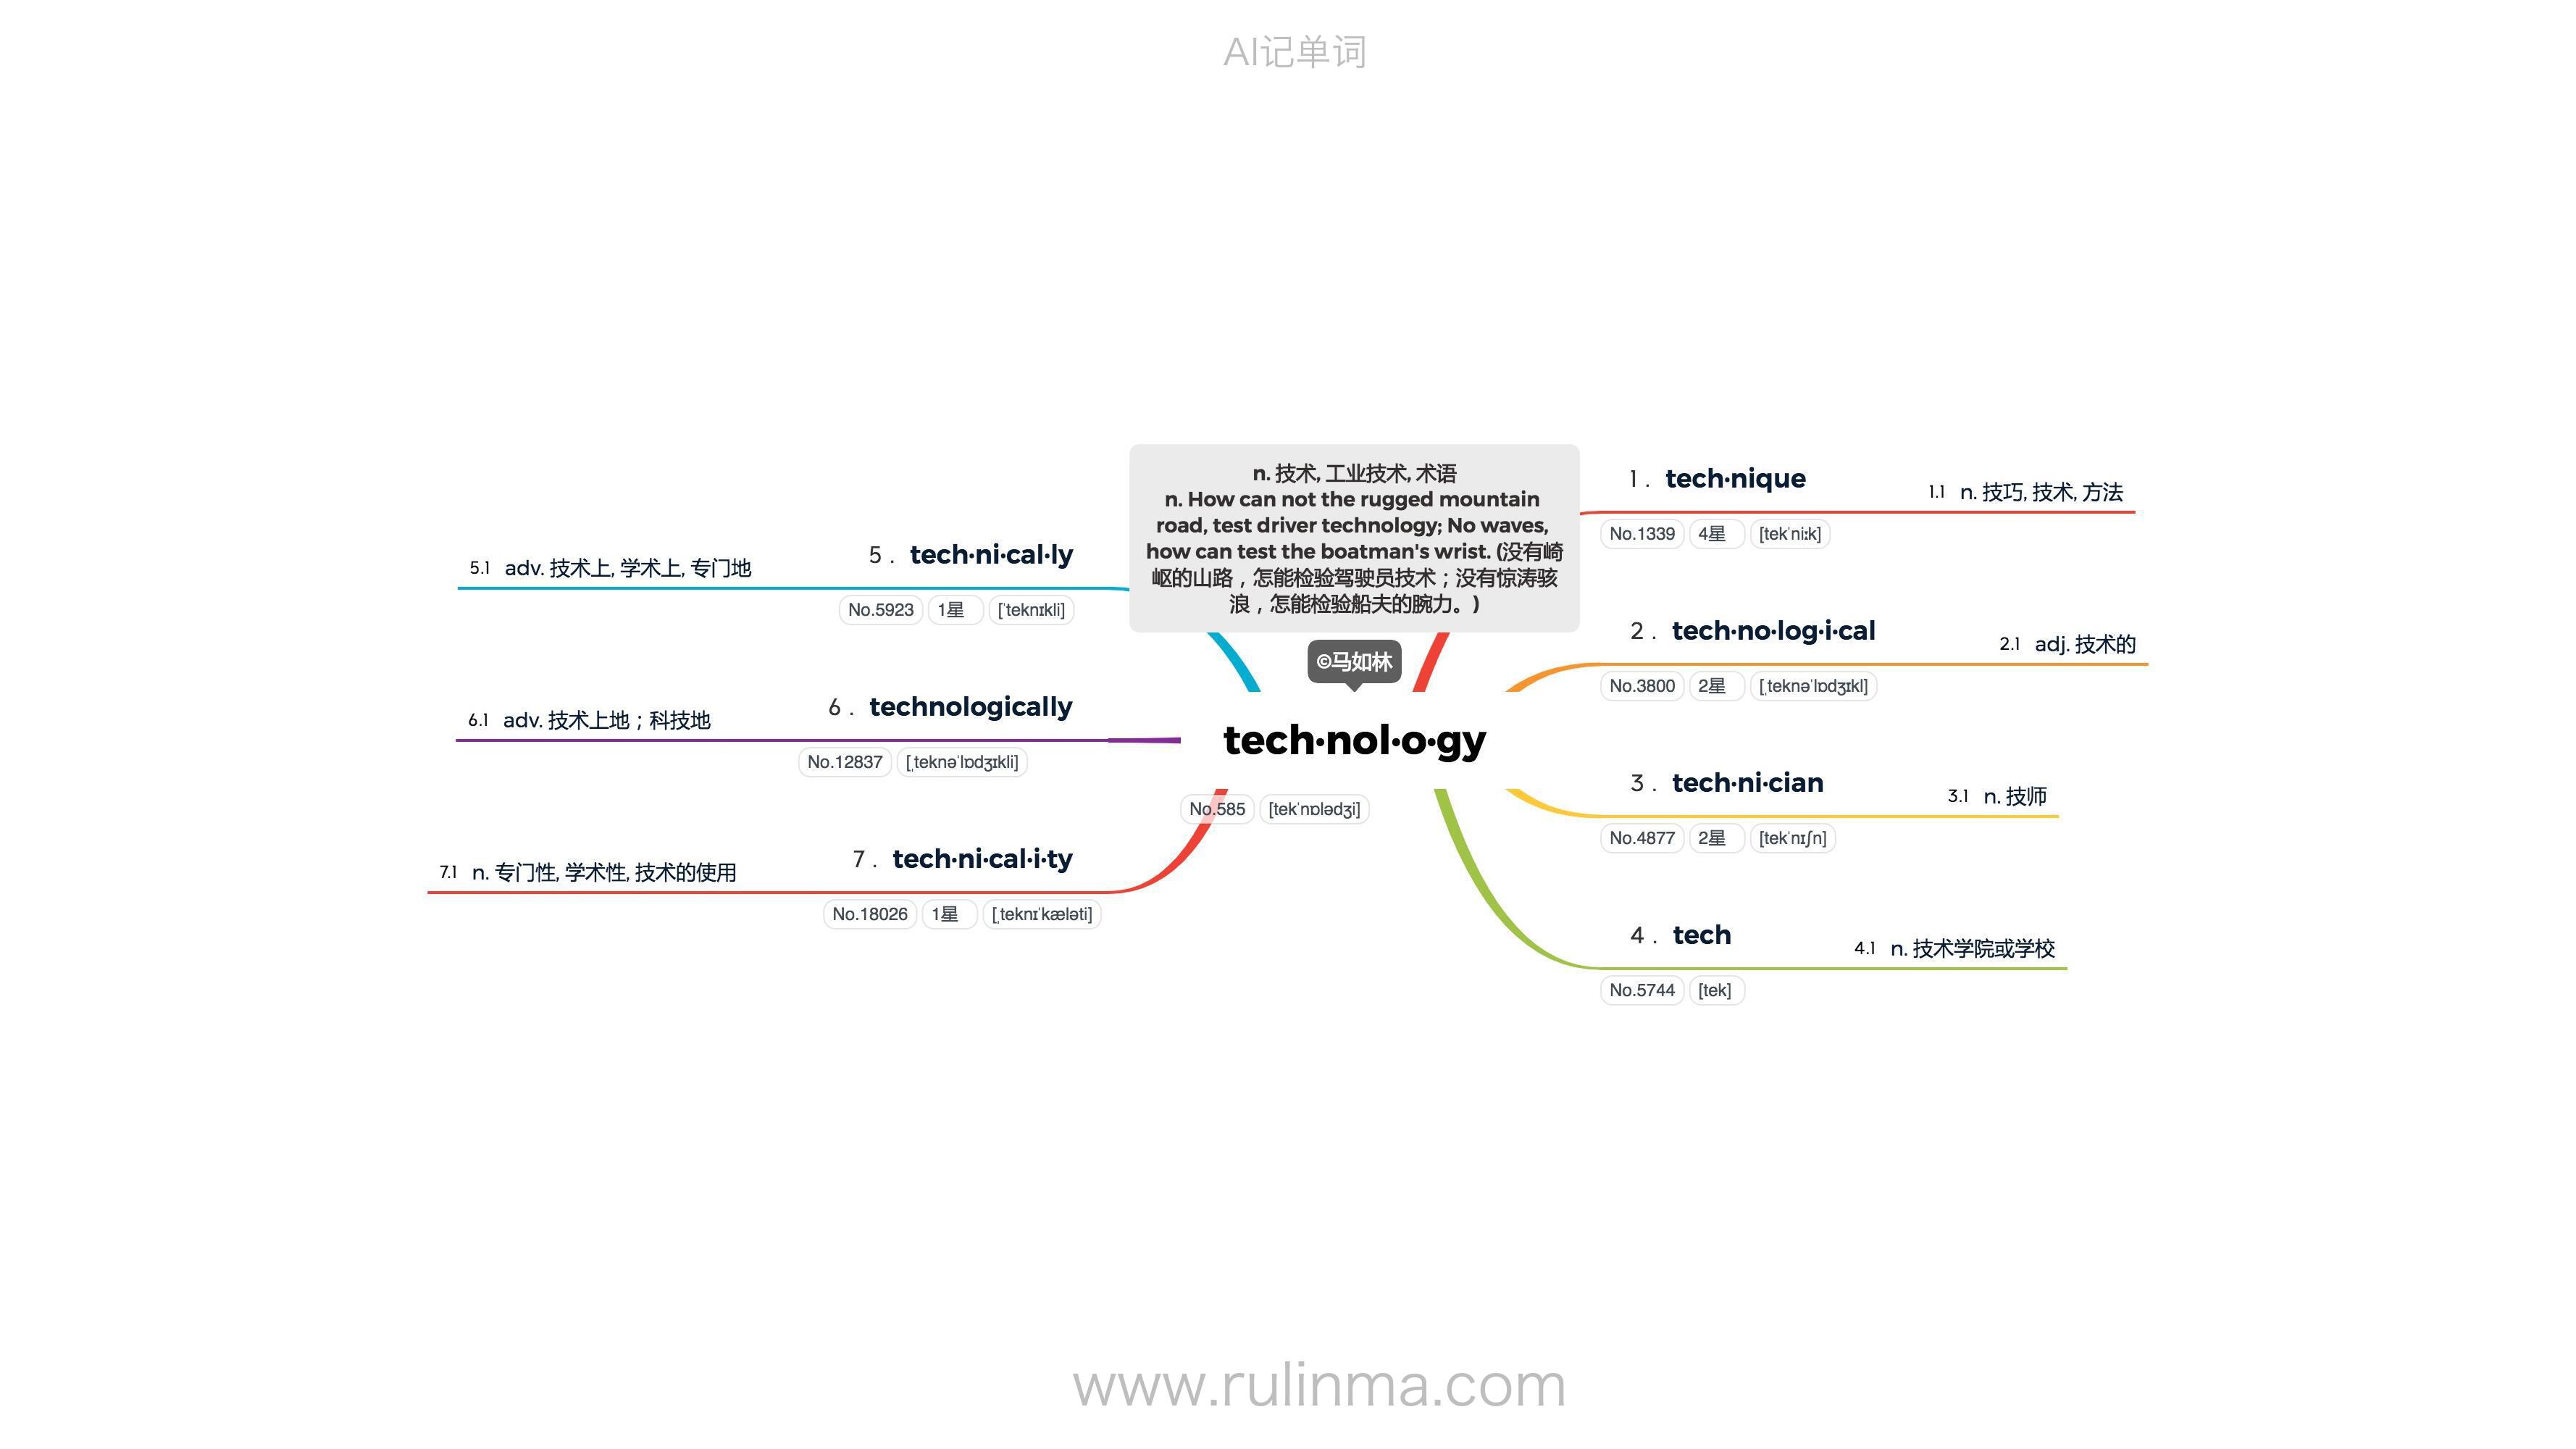 AI记单词
n. 技术, 工业技术, 术语
n. How can not the rugged mountain
road, test driver technology; No waves,
how can test the boatman's wrist. (没有崎
岖的山路，怎能检验驾驶员技术；没有惊涛骇
浪，怎能检验船夫的腕力。)
©马如林
tech·nol·o·gy
No.585 [tekˈnɒlədʒi]
1 . tech·nique
1.1 n. 技巧, 技术, 方法
No.1339 4星 [tekˈniːk]
2 . tech·no·log·i·cal
2.1 adj. 技术的
No.3800 2星 [ˌteknəˈlɒdʒɪkl]
3 . tech·ni·cian
3.1 n. 技师
No.4877 2星 [tekˈnɪʃn]
4 . tech
4.1 n. 技术学院或学校
No.5744 [tek]
5 . tech·ni·cal·ly
5.1 adv. 技术上, 学术上, 专门地
No.5923 1星 [ˈteknɪkli]
6 . technologically
6.1 adv. 技术上地；科技地
No.12837 [ˌteknəˈlɒdʒɪkli]
7 . tech·ni·cal·i·ty
7.1 n. 专门性, 学术性, 技术的使用
No.18026 1星 [ˌteknɪˈkæləti]
www.rulinma.com